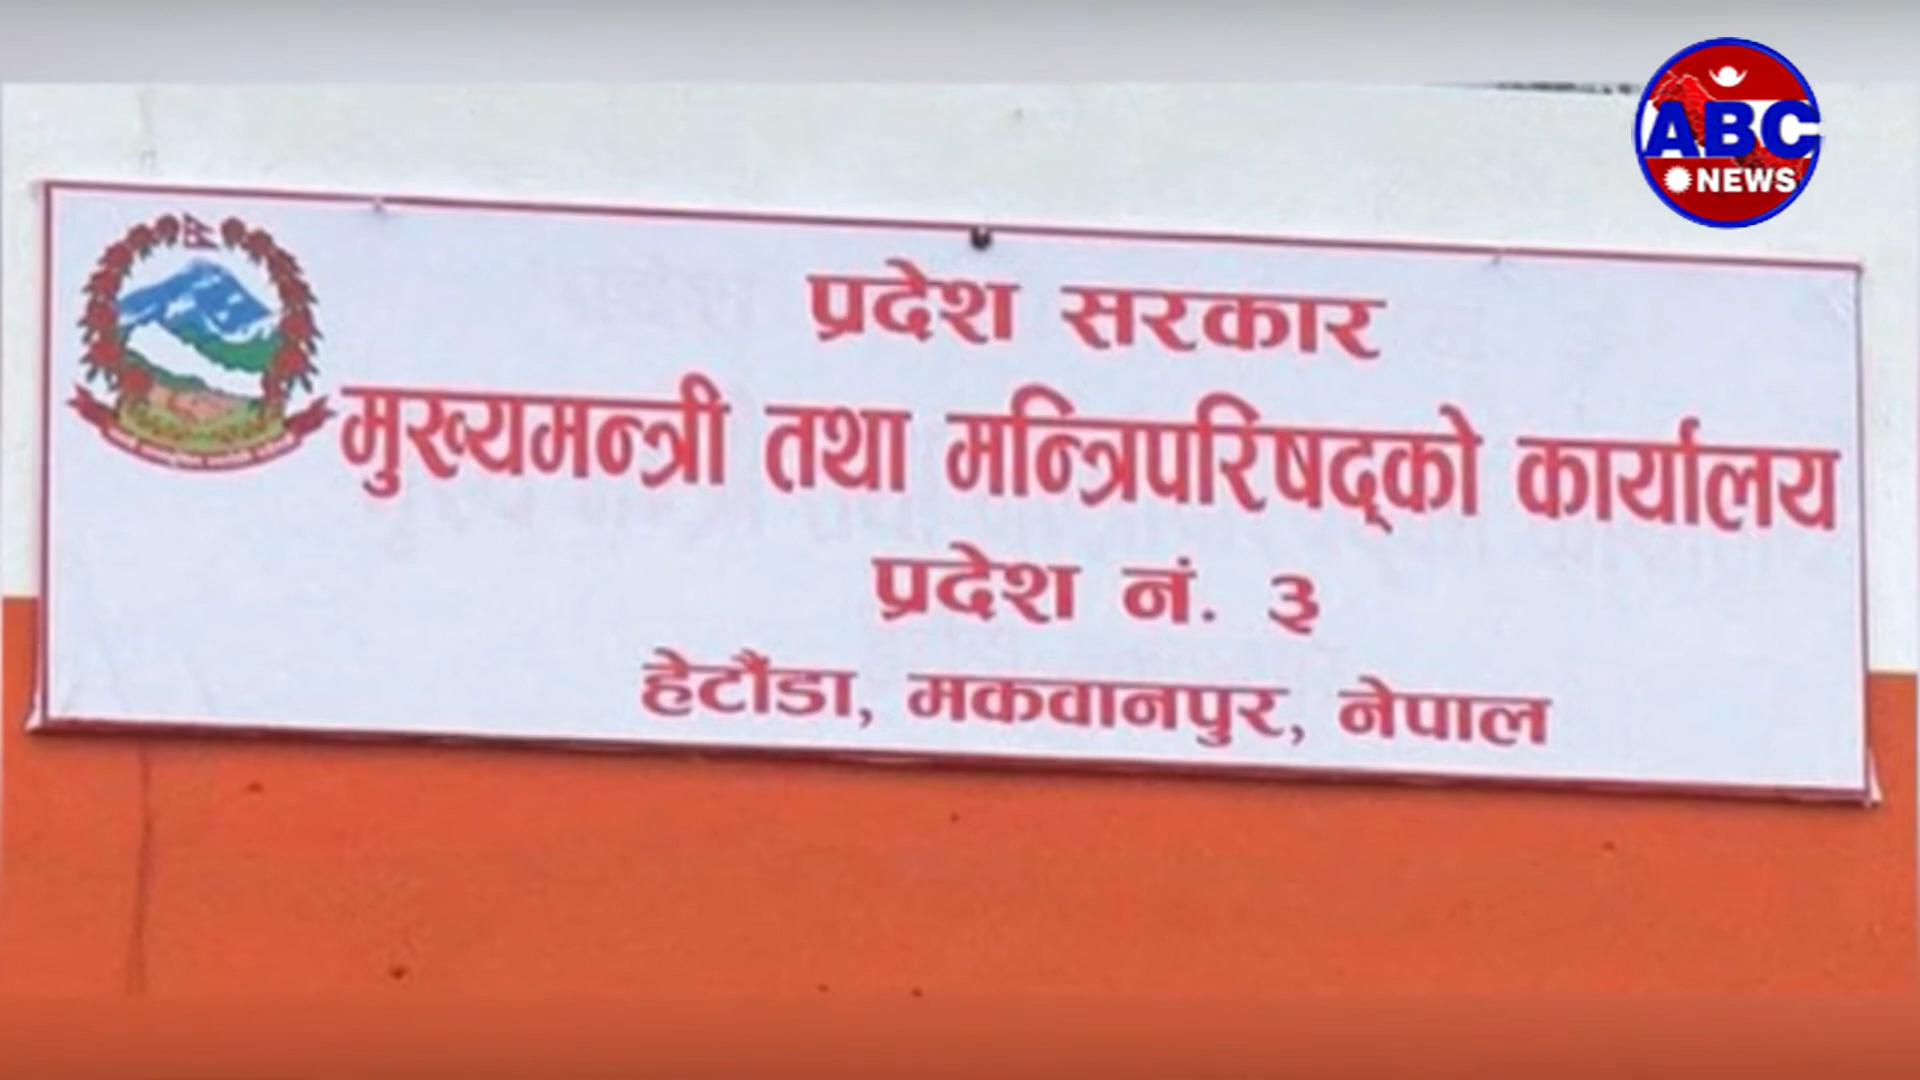 ABC
NEWS
प्रदेश सरकार
मुख्यमन्त्री तथा मन्त्रिपरिषद्को कार्यालय
प्रदेश नं. ३
हेटौंडा, मकवानपुर, नेपाल